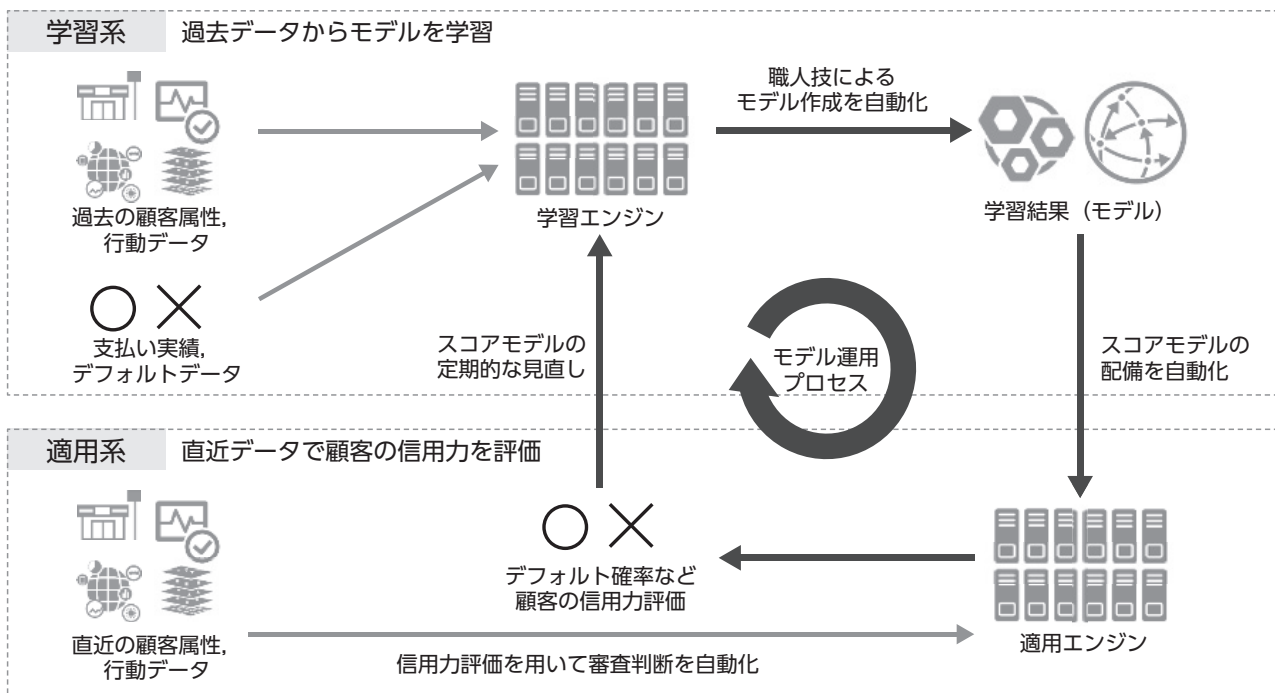 学習系
過去データからモデルを学習
職人技による
モデル作成を自動化
過去の顧客属性,
行動データ
学習エンジン
学習結果（モデル）
支払い実績,
デフォルトデータ
スコアモデルの
定期的な見直し
モデル運用
プロセス
スコアモデルの
配備を自動化
適用系
直近データで顧客の信用力を評価
デフォルト確率など
顧客の信用力評価
直近の顧客属性,
行動データ
信用力評価を用いて審査判断を自動化
適用エンジン